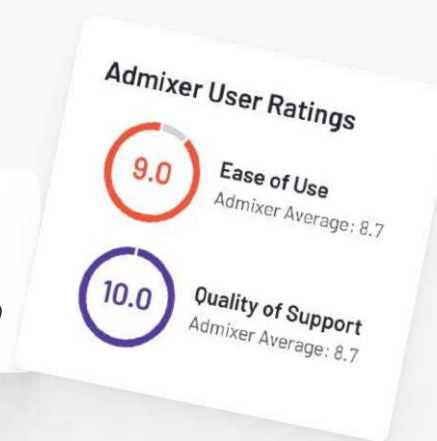 Admixer User Ratings
9.0
Ease of Use
Admixer Average: 8.7
10.0
Quality of Support
Admixer Average: 8.7